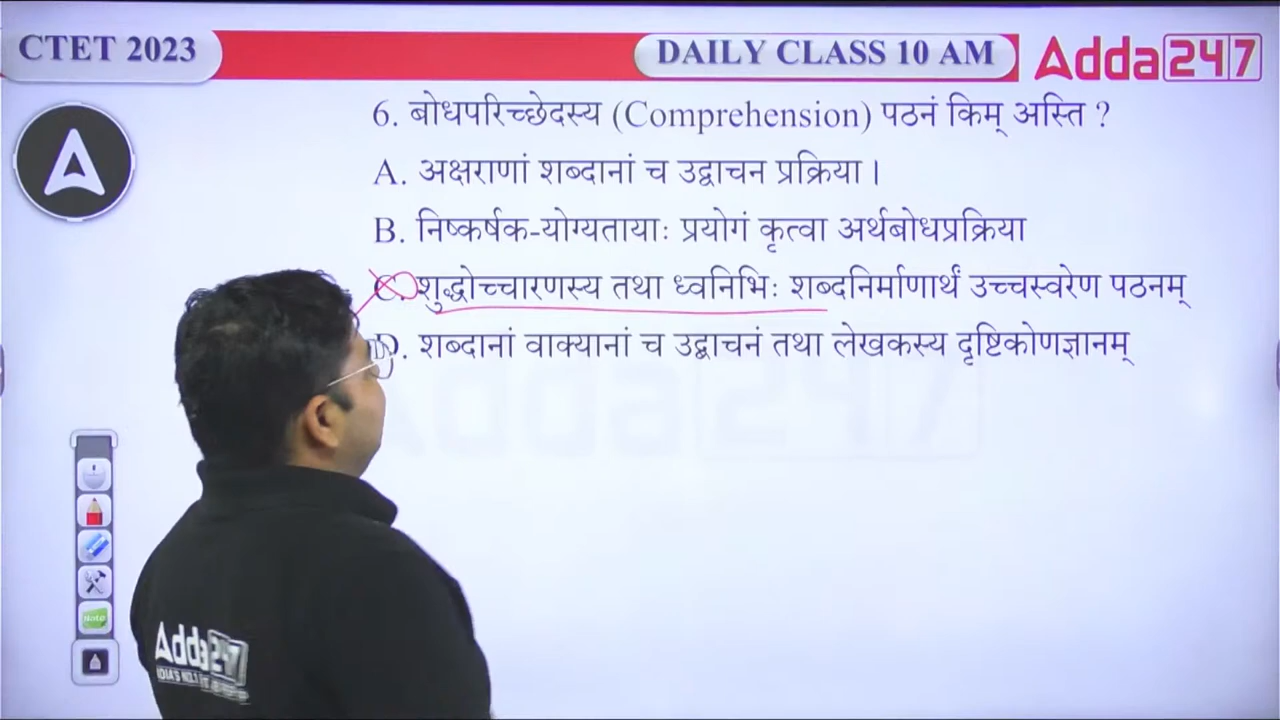 CTET 2023
DAILY CLASS 10 AM
Adda247
6. बोधपरिच्छेदस्य (Comprehension) पठनं किम् अस्ति ?
A. अक्षराणां शब्दानां च उद्वाचन प्रक्रिया ।
B. निष्कर्षक-योग्यतायाः प्रयोगं कृत्वा अर्थबोधप्रक्रिया
C. शुद्धोच्चारणस्य तथा ध्वनिभिः शब्दनिर्माणार्थं उच्चस्वरेण पठनम्
D. शब्दानां वाक्यानां च उद्वाचनं तथा लेखकस्य दृष्टिकोणज्ञानम्
Note
Adda247